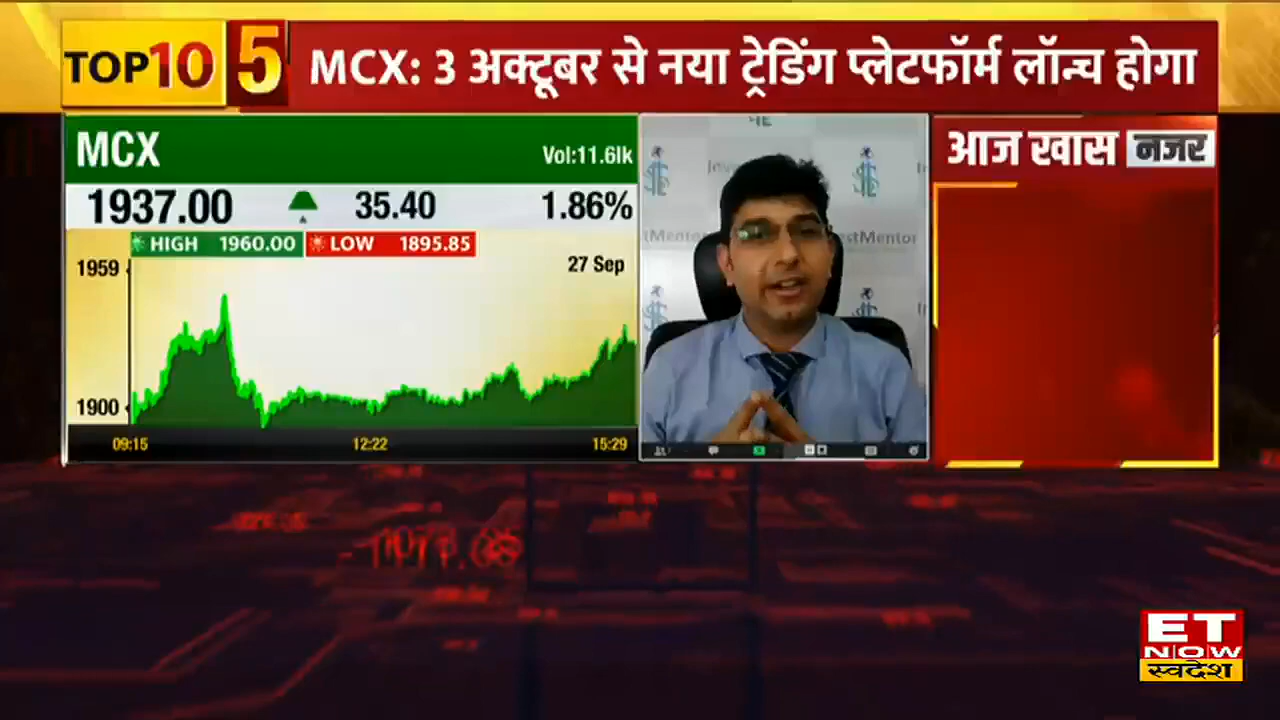 TOP10 5 MCX: 3 अक्टूबर से नया ट्रेडिंग प्लेटफॉर्म लॉन्च होगा
MCX
Vol:11.6lk
1937.00 35.40 1.86%
HIGH 1960.00 LOW 1895.85
27 Sep
1959
1900
09:15 12:22 15:29
आज खास नजर
ET
NOW
स्वदेश